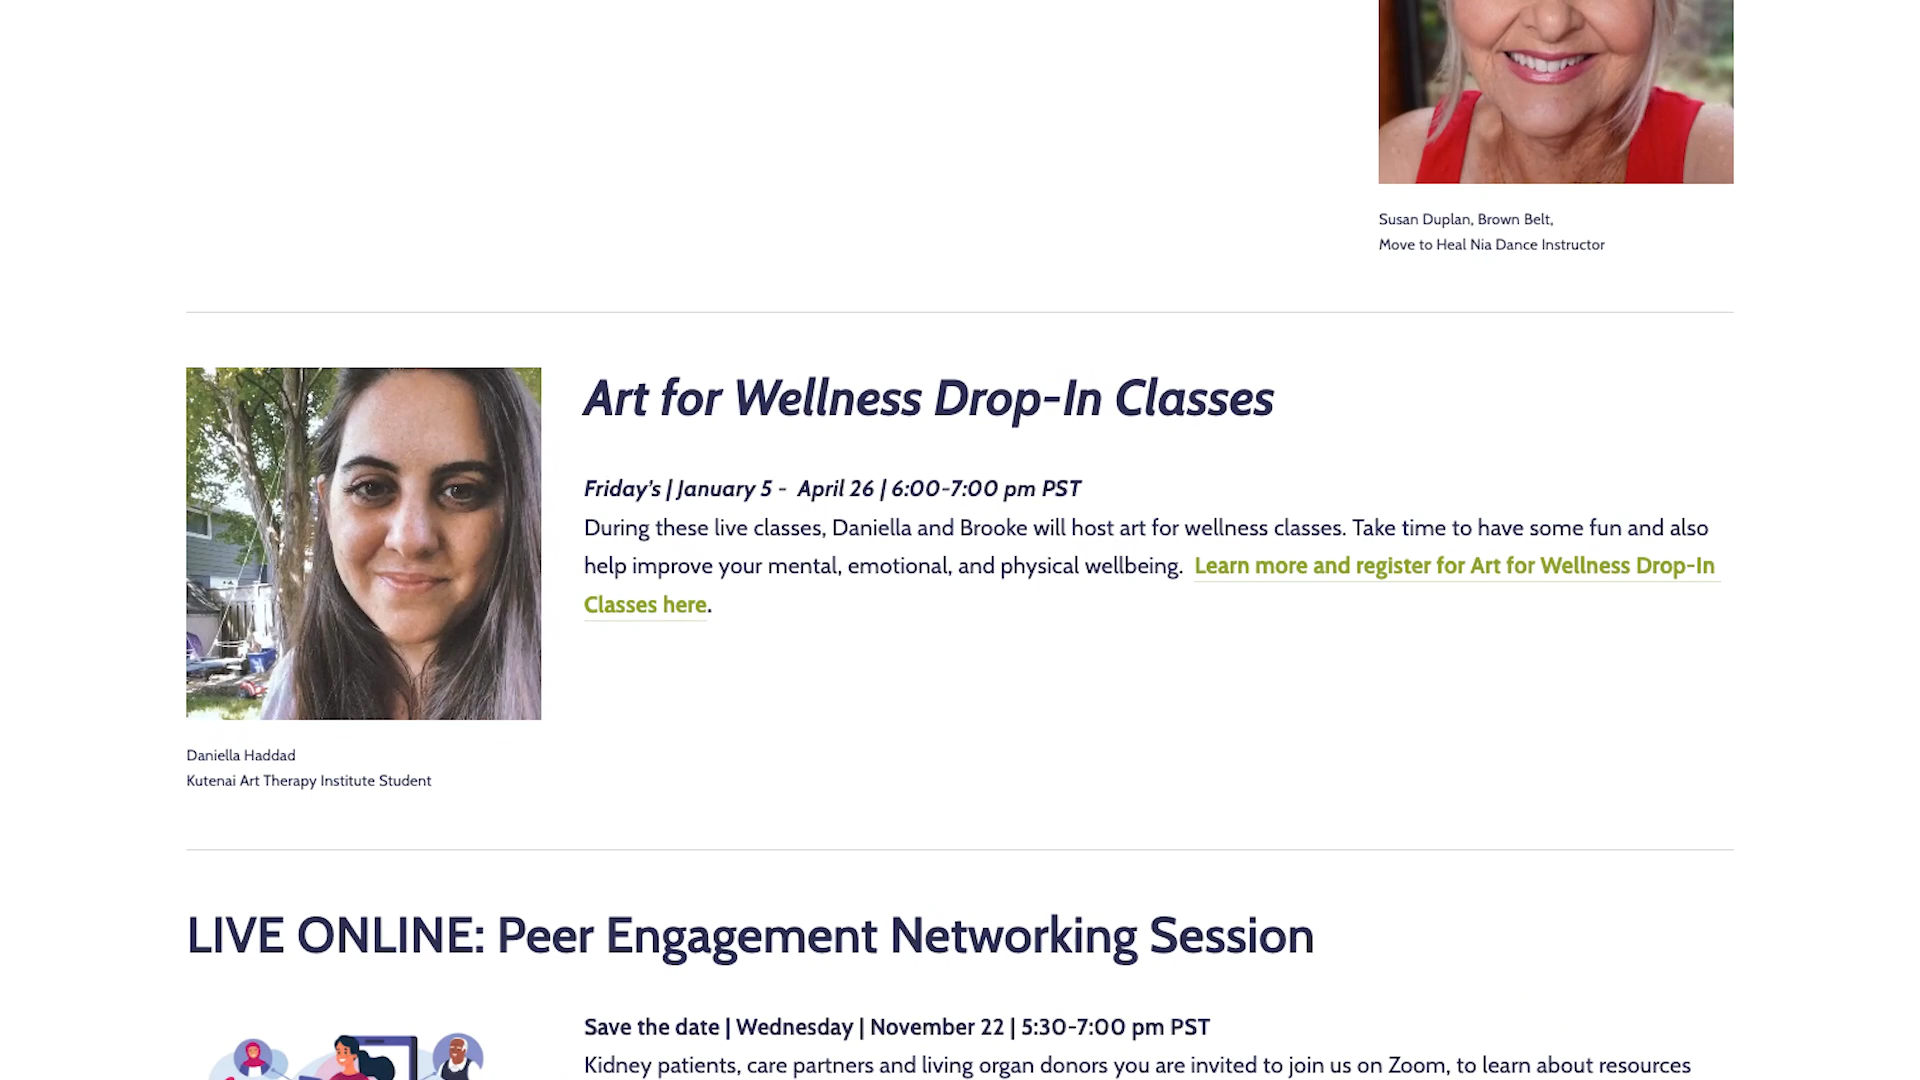 Susan Duplan, Brown Belt,
Move to Heal Nia Dance Instructor
Art for Wellness Drop-In Classes
Friday’s | January 5 - April 26 | 6:00-7:00 pm PST
During these live classes, Daniella and Brooke will host art for wellness classes. Take time to have some fun and also
help improve your mental, emotional, and physical wellbeing. Learn more and register for Art for Wellness Drop-In
Classes here.
Daniella Haddad
Kutenai Art Therapy Institute Student
LIVE ONLINE: Peer Engagement Networking Session
Save the date | Wednesday | November 22 | 5:30-7:00 pm PST
Kidney patients, care partners and living organ donors you are invited to join us on Zoom, to learn about resources